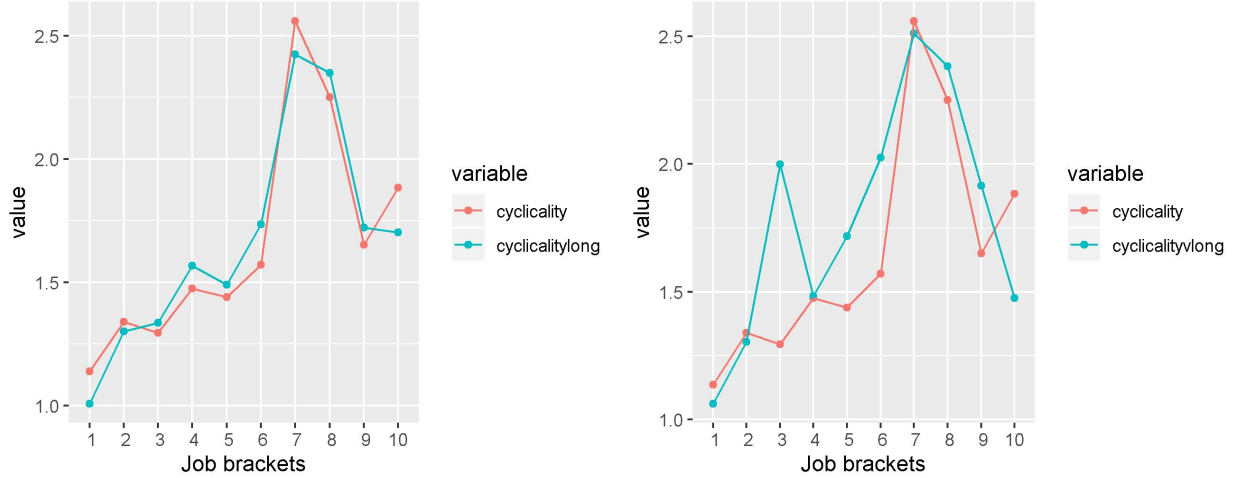 2.5
2.0
1.5
1.0
value
1 2 3 4 5 6 7 8 9 10
Job brackets
variable
cyclicality
cyclicalitylong
2.5
2.0
1.5
1.0
value
1 2 3 4 5 6 7 8 9 10
Job brackets
variable
cyclicality
cyclicalityvlong